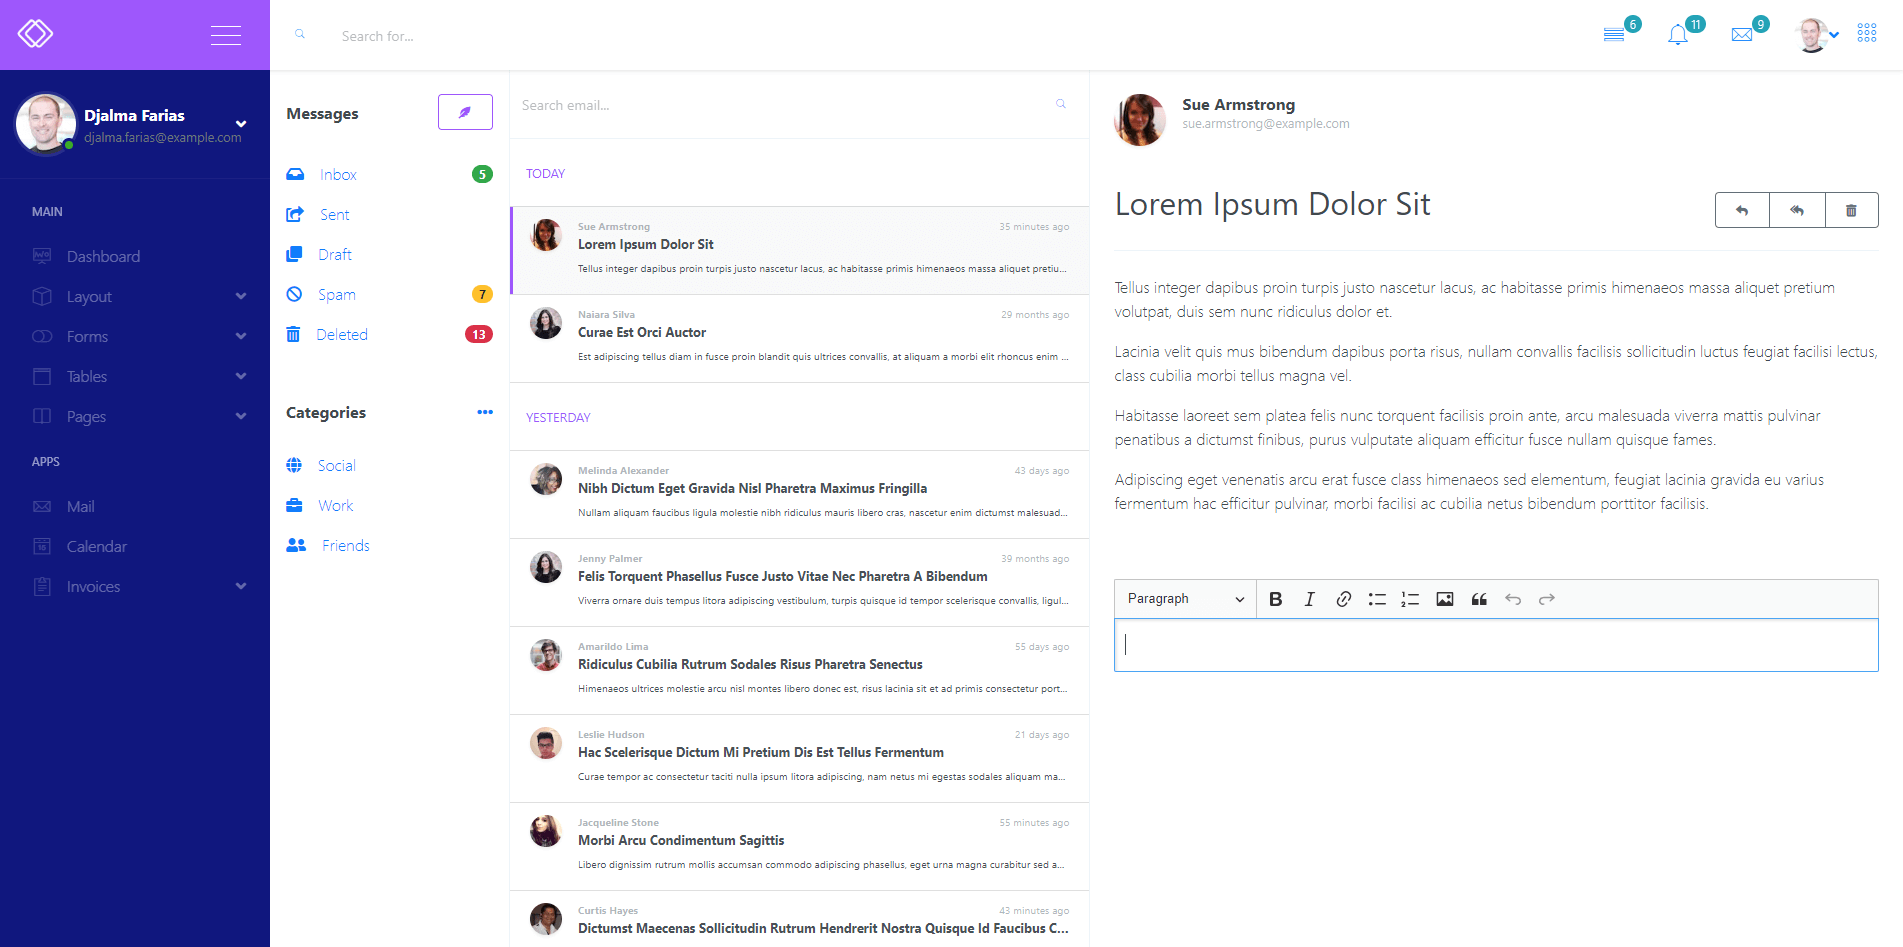 Search for...
6
11
9
Djalma Farias
djalma.farias@example.com
MAIN
Dashboard
Layout
Forms
Tables
Pages
APPS
Mail
Calendar
Invoices
Messages
Inbox 5
Sent
Draft
Spam 7
Deleted 13
Categories
Social
Work
Friends
Search email...
TODAY
Sue Armstrong 35 minutes ago
Lorem Ipsum Dolor Sit
Tellus integer dapibus proin turpis justo nascetur lacus, ac habitasse primis himenaeos massa aliquet pretiu...
Naiara Silva 29 months ago
Curae Est Orci Auctor
Est adipiscing tellus diam in fusce proin blandit quis ultrices convallis, at aliquam a morbi elit rhoncus enim ...
YESTERDAY
Melinda Alexander 43 days ago
Nibh Dictum Eget Gravida Nisl Pharetra Maximus Fringilla
Nullam aliquam faucibus ligula molestie nibh ridiculus mauris libero cras, nascetur enim dictumst malesuad...
Jenny Palmer 39 months ago
Felis Torquent Phasellus Fusce Justo Vitae Nec Pharetra A Bibendum
Viverra ornare duis tempus litora adipiscing vestibulum, turpis quisque id tempor scelerisque convallis, ligul...
Amarildo Lima 55 days ago
Ridiculus Cubilia Rutrum Sodales Risus Pharetra Senectus
Himenaeos ultrices molestie arcu nisl montes libero donec est, risus lacinia sit et ad primis consectetur port...
Leslie Hudson 21 days ago
Hac Scelerisque Dictum Mi Pretium Dis Est Tellus Fermentum
Curae tempor ac consectetur taciti nulla ipsum litora adipiscing, nam netus mi egestas sodales aliquam ma...
Jacqueline Stone 55 minutes ago
Morbi Arcu Condimentum Sagittis
Libero dignissim rutrum mollis accumsan commodo adipiscing phasellus, eget urna magna curabitur sed a...
Curtis Hayes 43 minutes ago
Dictumst Maecenas Sollicitudin Rutrum Hendrerit Nostra Quisque Id Faucibus C...
Sue Armstrong
sue.armstrong@example.com
Lorem Ipsum Dolor Sit
Tellus integer dapibus proin turpis justo nascetur lacus, ac habitasse primis himenaeos massa aliquet pretium
volutpat, duis sem nunc ridiculus dolor et.
Lacinia velit quis mus bibendum dapibus porta risus, nullam convallis facilisis sollicitudin luctus feugiat facilisi lectus,
class cubilia morbi tellus magna vel.
Habitasse laoreet sem platea felis nunc torquent facilisis proin ante, arcu malesuada viverra mattis pulvinar
penatibus a dictumst finibus, purus vulputate aliquam efficitur fusce nullam quisque fames.
Adipiscing eget venenatis arcu erat fusce class himenaeos sed elementum, feugiat lacinia gravida eu varius
fermentum hac efficitur pulvinar, morbi facilisi ac cubilia netus bibendum porttitor facilisis.
Paragraph